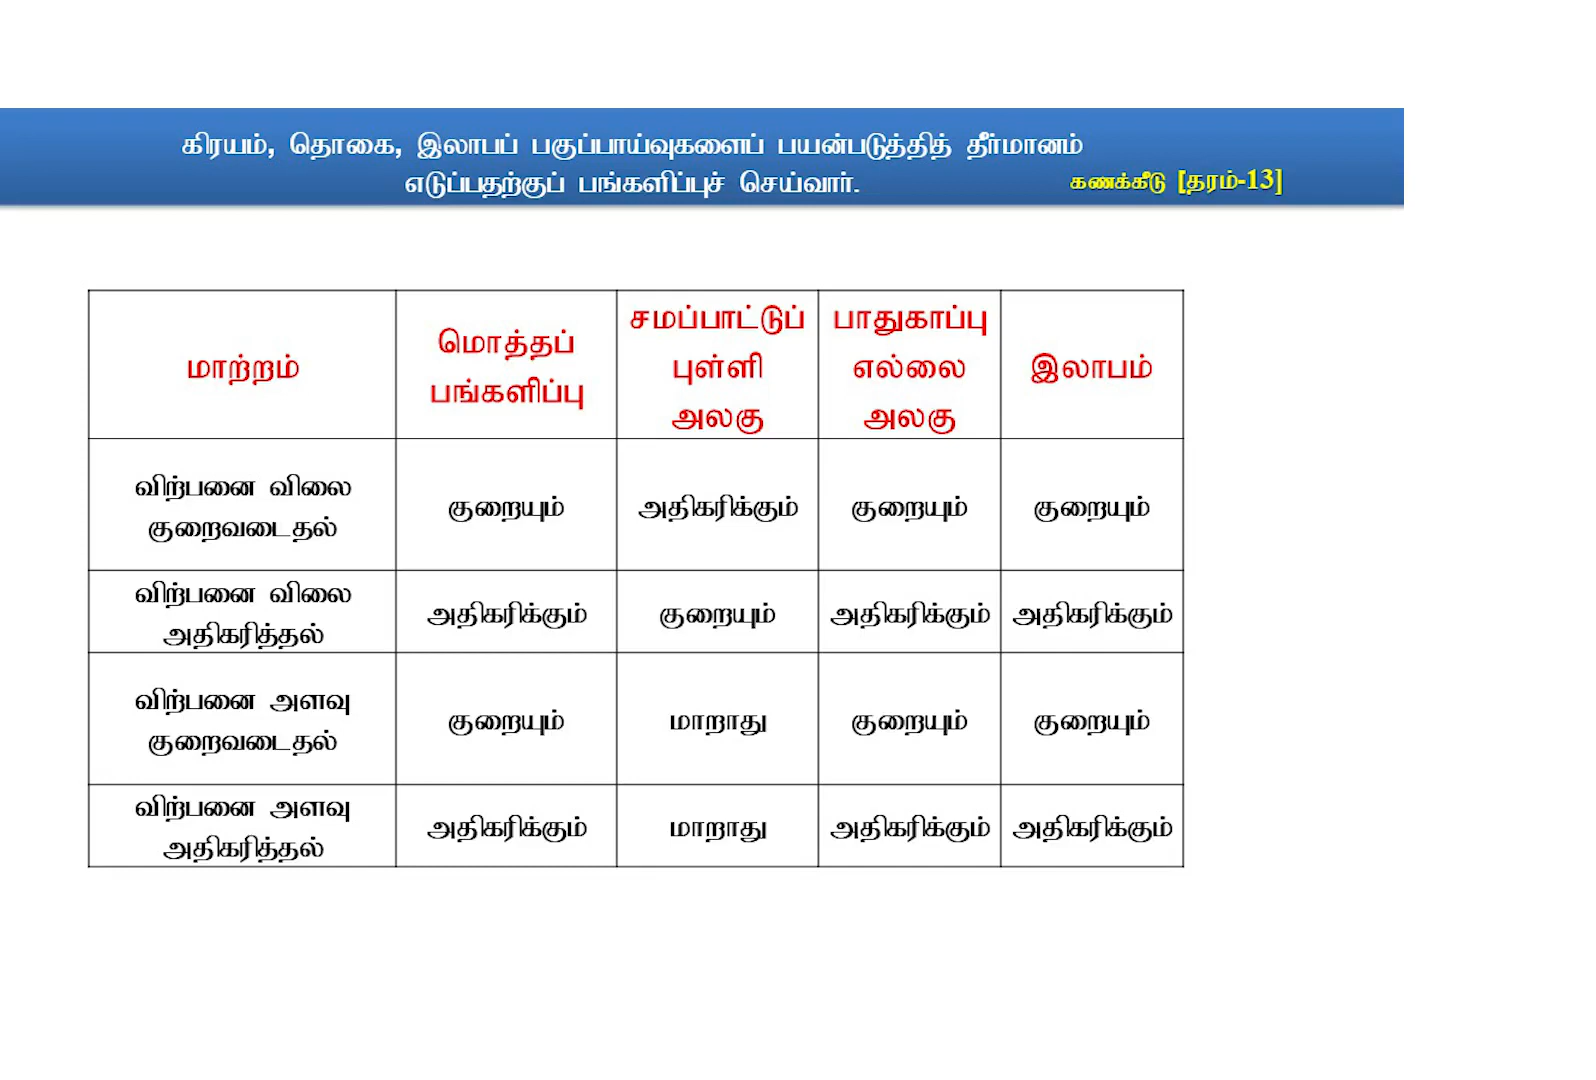 கிரயம், தொகை, இலாபப் பகுப்பாய்வுகளைப் பயன்படுத்தித் தீர்மானம்
எடுப்பதற்குப் பங்களிப்புச் செய்வார்.
கணக்கீடு [தரம்-13]
மாற்றம்
மொத்தப்
பங்களிப்பு
சமப்பாட்டுப்
புள்ளி
அலகு
பாதுகாப்பு
எல்லை
அலகு
இலாபம்
விற்பனை விலை
குறைவடைதல்
குறையும்
அதிகரிக்கும்
குறையும்
குறையும்
விற்பனை விலை
அதிகரித்தல்
அதிகரிக்கும்
குறையும்
அதிகரிக்கும்
அதிகரிக்கும்
விற்பனை அளவு
குறைவடைதல்
குறையும்
மாறாது
குறையும்
குறையும்
விற்பனை அளவு
அதிகரித்தல்
அதிகரிக்கும்
மாறாது
அதிகரிக்கும்
அதிகரிக்கும்